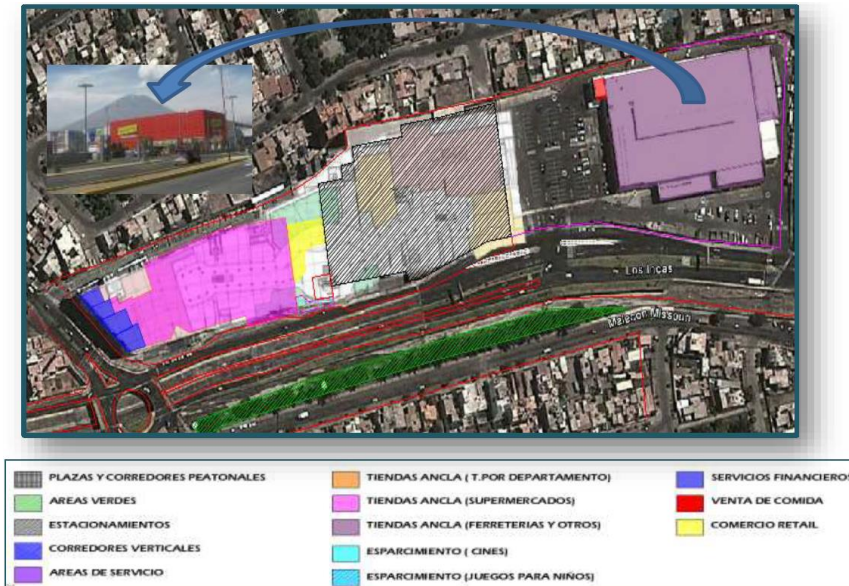 Los Incas
Malecon Missouri
PLAZAS Y CORREDORES PEATONALES
AREAS VERDES
ESTACIONAMIENTOS
CORREDORES VERTICALES
AREAS DE SERVICIO
TIENDAS ANCLA ( T.POR DEPARTAMENTO)
TIENDAS ANCLA (SUPERMERCADOS)
TIENDAS ANCLA (FERRETERIAS Y OTROS)
ESPARCIMIENTO ( CINES)
ESPARCIMIENTO (JUEGOS PARA NIÑOS)
SERVICIOS FINANCIEROS
VENTA DE COMIDA
COMERCIO RETAIL